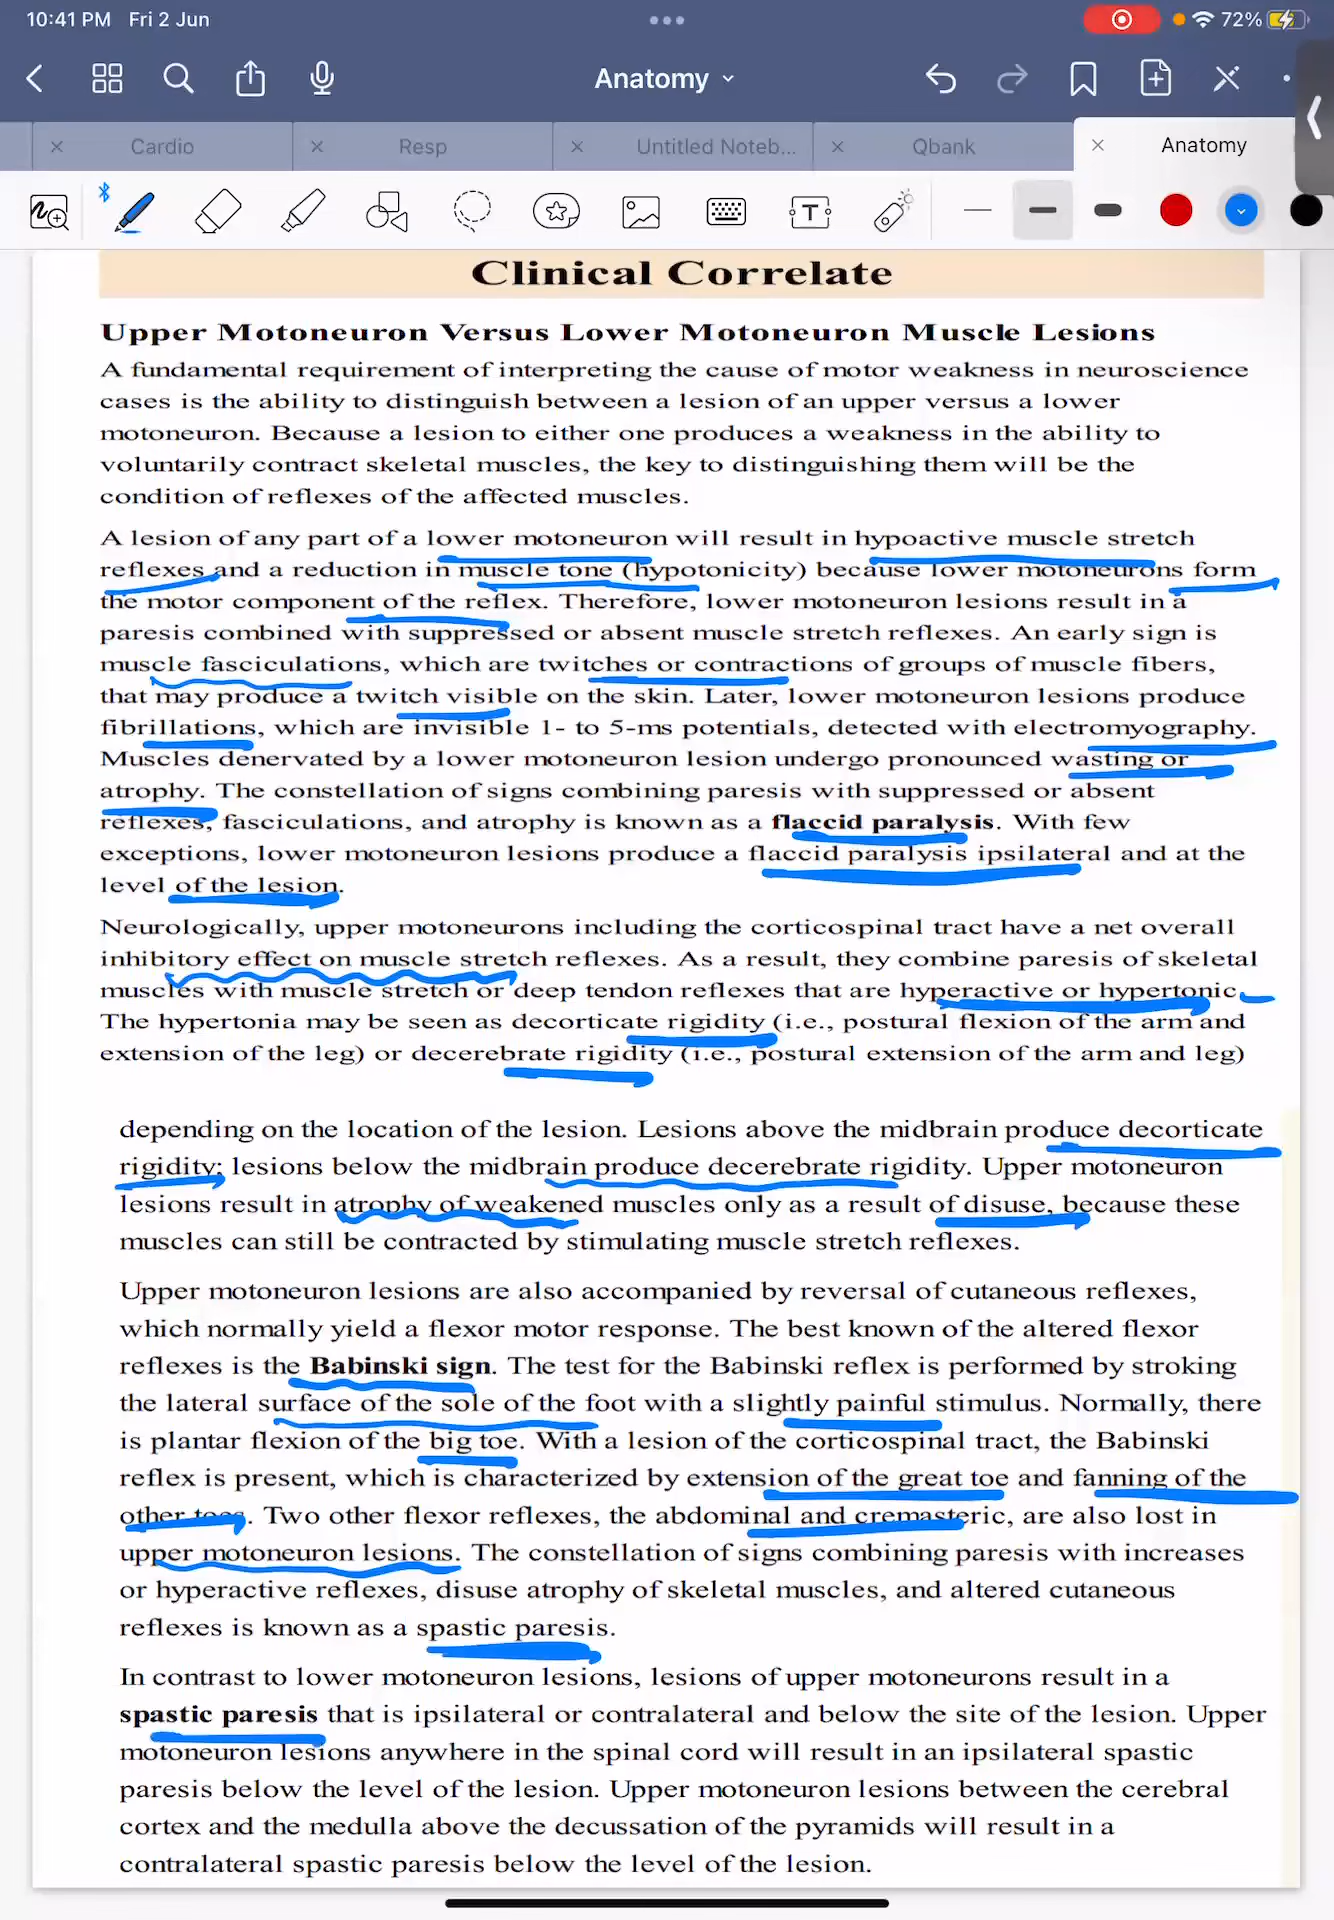 10:41 PM Fri 2 Jun
72%
Anatomy
Cardio
Resp
Untitled Noteb...
Qbank
Anatomy
Clinical Correlate
Upper Motoneuron Versus Lower Motoneuron Muscle Lesions
A fundamental requirement of interpreting the cause of motor weakness in neuroscience
cases is the ability to distinguish between a lesion of an upper versus a lower
motoneuron. Because a lesion to either one produces a weakness in the ability to
voluntarily contract skeletal muscles, the key to distinguishing them will be the
condition of reflexes of the affected muscles.
A lesion of any part of a lower motoneuron will result in hypoactive muscle stretch
reflexes and a reduction in muscle tone (hypotonicity) because lower motoneurons form
the motor component of the reflex. Therefore, lower motoneuron lesions result in a
paresis combined with suppressed or absent muscle stretch reflexes. An early sign is
muscle fasciculations, which are twitches or contractions of groups of muscle fibers,
that may produce a twitch visible on the skin. Later, lower motoneuron lesions produce
fibrillations, which are invisible 1- to 5-ms potentials, detected with electromyography.
Muscles denervated by a lower motoneuron lesion undergo pronounced wasting or
atrophy. The constellation of signs combining paresis with suppressed or absent
reflexes, fasciculations, and atrophy is known as a flaccid paralysis. With few
exceptions, lower motoneuron lesions produce a flaccid paralysis ipsilateral and at the
level of the lesion.
Neurologically, upper motoneurons including the corticospinal tract have a net overall
inhibitory effect on muscle stretch reflexes. As a result, they combine paresis of skeletal
muscles with muscle stretch or deep tendon reflexes that are hyperactive or hypertonic.
The hypertonia may be seen as decorticate rigidity (i.e., postural flexion of the arm and
extension of the leg) or decerebrate rigidity (i.e., postural extension of the arm and leg)
depending on the location of the lesion. Lesions above the midbrain produce decorticate
rigidity; lesions below the midbrain produce decerebrate rigidity. Upper motoneuron
lesions result in atrophy of weakened muscles only as a result of disuse, because these
muscles can still be contracted by stimulating muscle stretch reflexes.
Upper motoneuron lesions are also accompanied by reversal of cutaneous reflexes,
which normally yield a flexor motor response. The best known of the altered flexor
reflexes is the Babinski sign. The test for the Babinski reflex is performed by stroking
the lateral surface of the sole of the foot with a slightly painful stimulus. Normally, there
is plantar flexion of the big toe. With a lesion of the corticospinal tract, the Babinski
reflex is present, which is characterized by extension of the great toe and fanning of the
other toes. Two other flexor reflexes, the abdominal and cremasteric, are also lost in
upper motoneuron lesions. The constellation of signs combining paresis with increases
or hyperactive reflexes, disuse atrophy of skeletal muscles, and altered cutaneous
reflexes is known as a spastic paresis.
In contrast to lower motoneuron lesions, lesions of upper motoneurons result in a
spastic paresis that is ipsilateral or contralateral and below the site of the lesion. Upper
motoneuron lesions anywhere in the spinal cord will result in an ipsilateral spastic
paresis below the level of the lesion. Upper motoneuron lesions between the cerebral
cortex and the medulla above the decussation of the pyramids will result in a
contralateral spastic paresis below the level of the lesion.